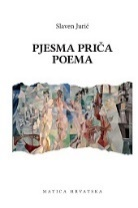 Slaven Jurić
PJESMA PRIČA
POEMA
MATICA HRVATSKA